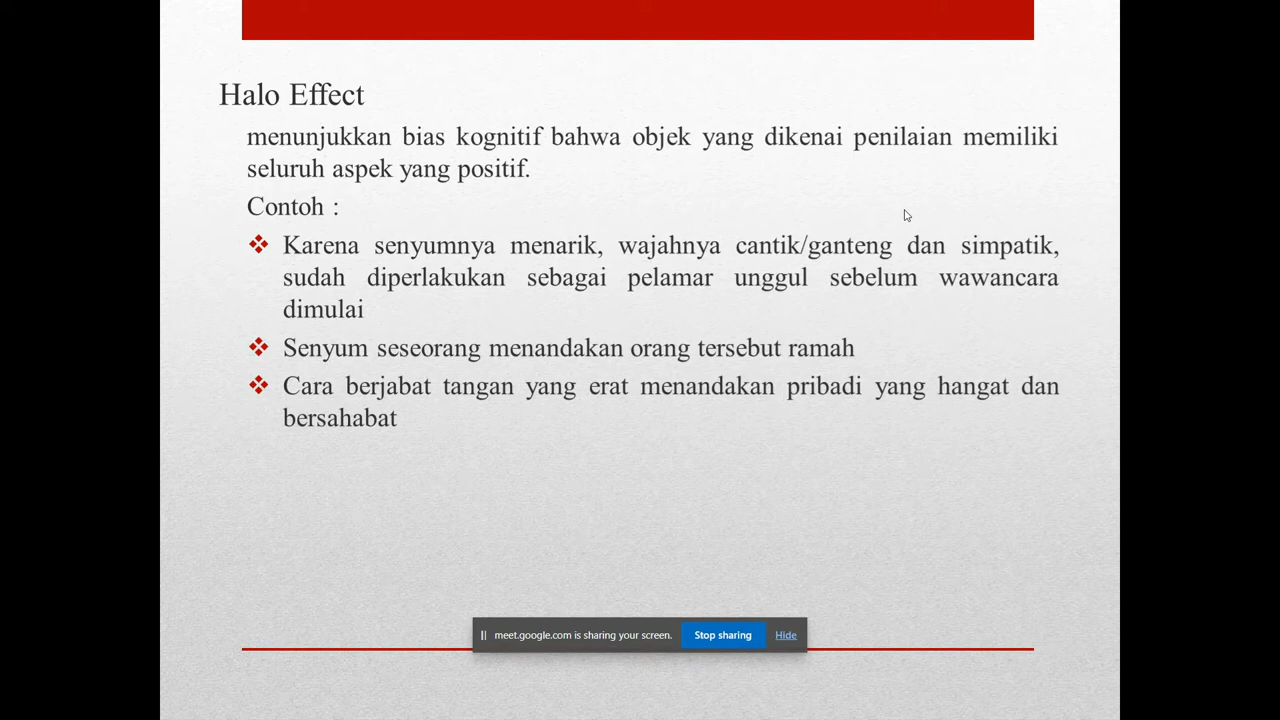 Halo Effect
menunjukkan bias kognitif bahwa objek yang dikenai penilaian memiliki
seluruh aspek yang positif.
Contoh :
Karena senyumnya menarik, wajahnya cantik/ganteng dan simpatik,
sudah diperlakukan sebagai pelamar unggul sebelum wawancara
dimulai
Senyum seseorang menandakan orang tersebut ramah
Cara berjabat tangan yang erat menandakan pribadi yang hangat dan
bersahabat
meet.google.com is sharing your screen. Stop sharing Hide